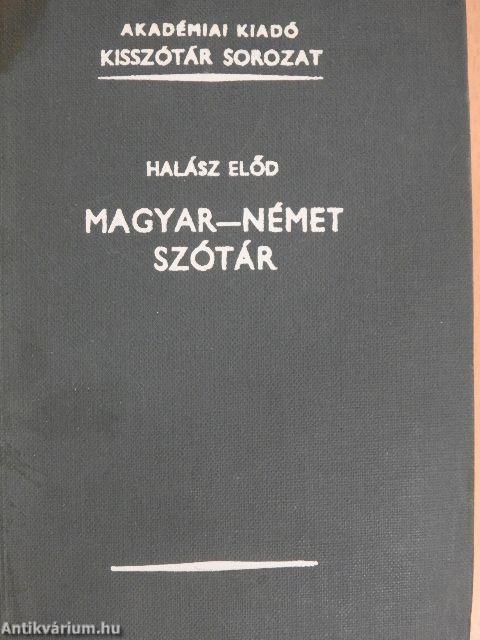 AKADÉMIAI KIADÓ
KISSZÓTÁR SOROZAT
HALÁSZ ELŐD
MAGYAR—NÉMET
SZÓTÁR
Antikvárium.hu